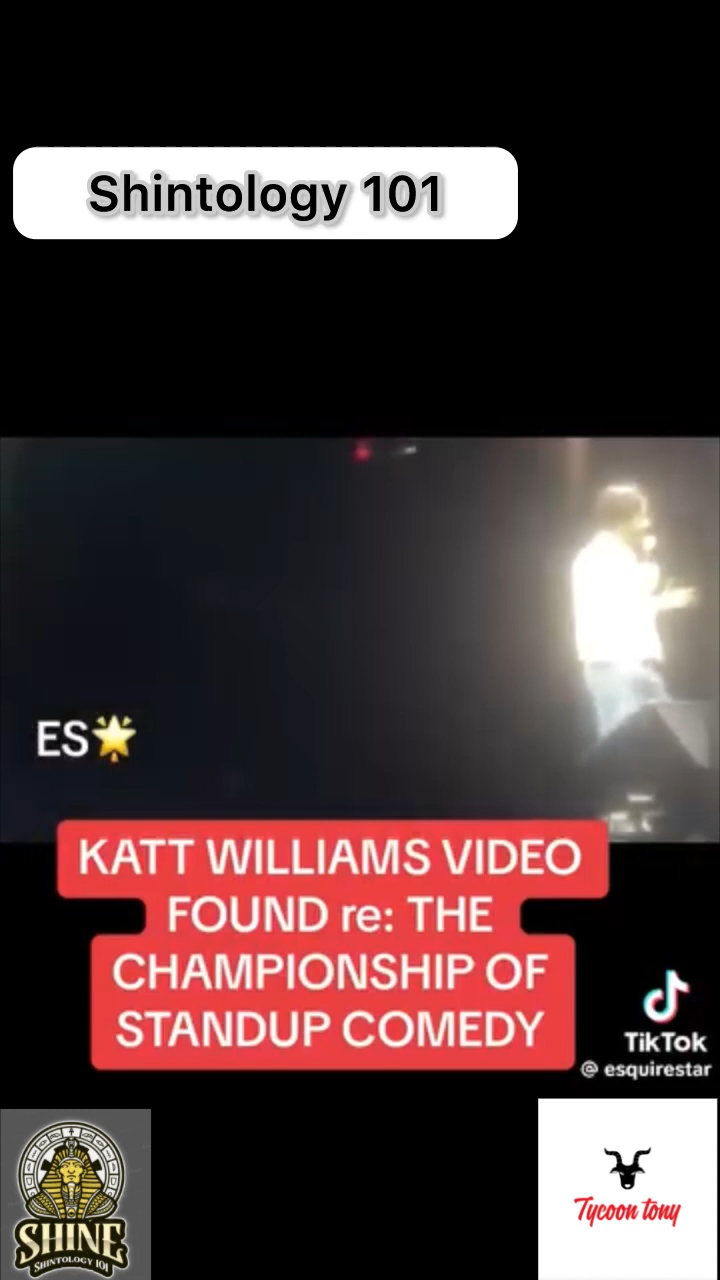 Shintology 101
ES🌟
KATT WILLIAMS VIDEO
FOUND re: THE
CHAMPIONSHIP OF
STANDUP COMEDY
TikTok
@ esquirestar
SHINE
SHINTOLOGY 101
Tycoon tony